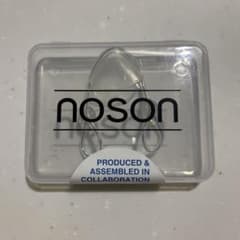 noson
PRODUCED &
ASSEMBLED IN
COLLABORATION